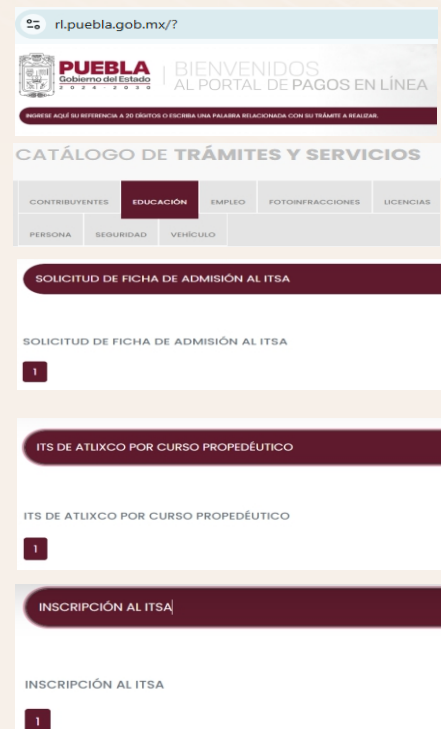 rl.puebla.gob.mx/?
PUEBLA
Gobierno del Estado
2024 - 2030
BIENVENIDOS
AL PORTAL DE PAGOS EN LÍNEA
INGRESE AQUÍ SU REFERENCIA A 20 DÍGITOS O ESCRIBA UNA PALABRA RELACIONADA CON SU TRÁMITE A REALIZAR.
CATÁLOGO DE TRÁMITES Y SERVICIOS
CONTRIBUYENTES EDUCACIÓN EMPLEO FOTOINFRACCIONES LICENCIAS
PERSONA SEGURIDAD VEHÍCULO
SOLICITUD DE FICHA DE ADMISIÓN AL ITSA
SOLICITUD DE FICHA DE ADMISIÓN AL ITSA
1
ITS DE ATLIXCO POR CURSO PROPEDÉUTICO
ITS DE ATLIXCO POR CURSO PROPEDÉUTICO
1
INSCRIPCIÓN AL ITSA
INSCRIPCIÓN AL ITSA
1